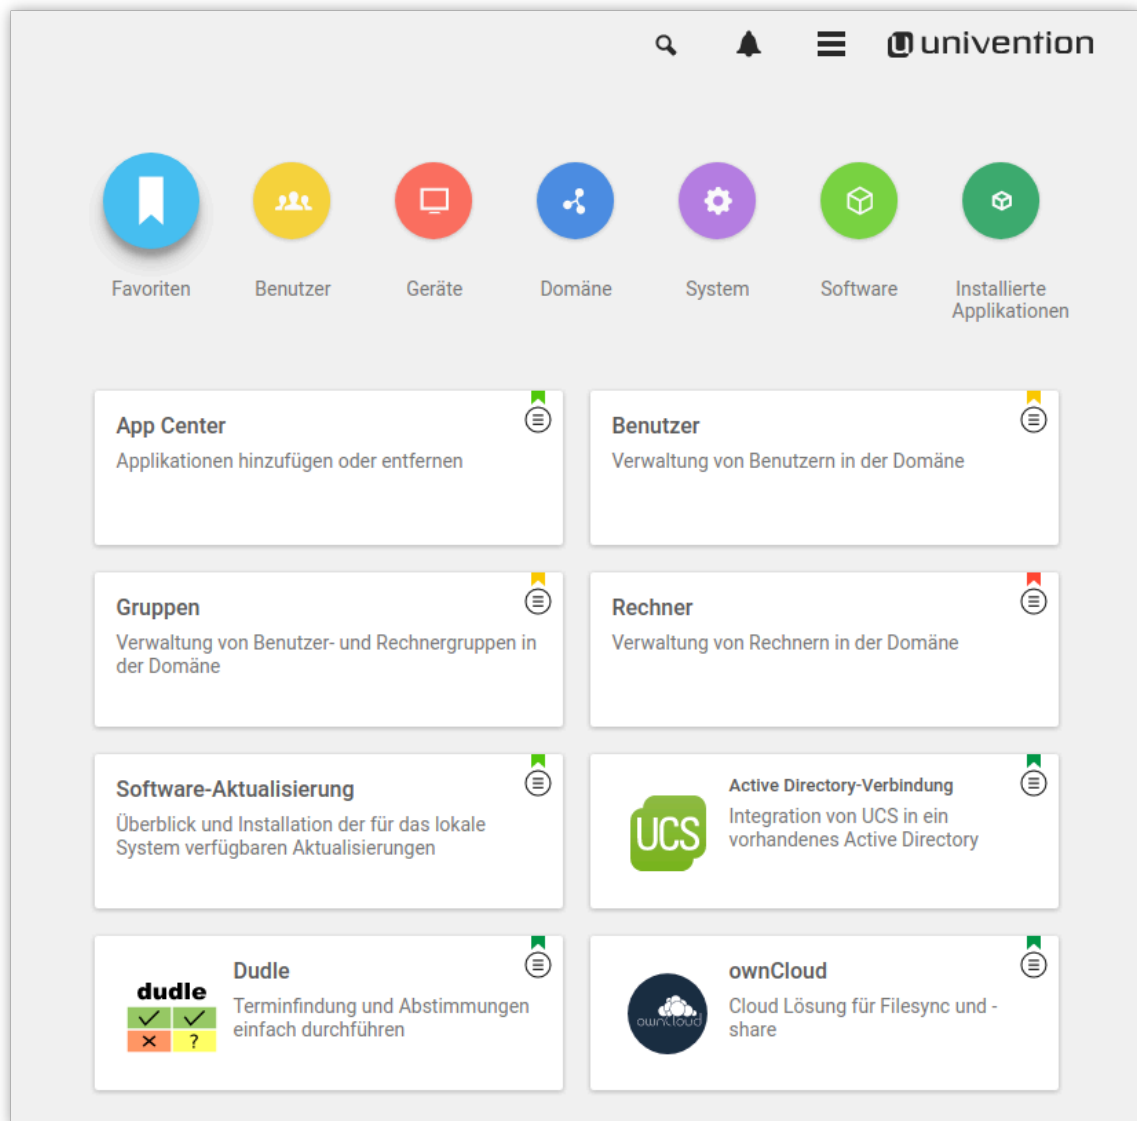 univention
Favoriten
Benutzer
Geräte
Domäne
System
Software
Installierte
Applikationen
App Center
Applikationen hinzufügen oder entfernen
Benutzer
Verwaltung von Benutzern in der Domäne
Gruppen
Verwaltung von Benutzer- und Rechnergruppen in
der Domäne
Rechner
Verwaltung von Rechnern in der Domäne
Software-Aktualisierung
Überblick und Installation der für das lokale
System verfügbaren Aktualisierungen
UCS
Active Directory-Verbindung
Integration von UCS in ein
vorhandenes Active Directory
dudle
?
Dudle
Terminfindung und Abstimmungen
einfach durchführen
ownCloud
ownCloud
Cloud Lösung für Filesync und -
share